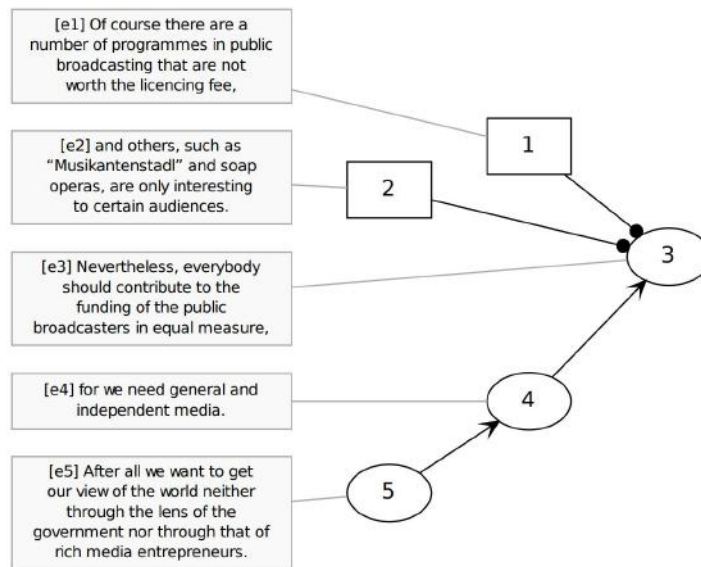 [e1] Of course there are a
number of programmes in public
broadcasting that are not
worth the licencing fee,
1
[e2] and others, such as
“Musikantenstadl” and soap
operas, are only interesting
to certain audiences.
2
[e3] Nevertheless, everybody
should contribute to the
funding of the public
broadcasters in equal measure,
3
[e4] for we need general and
independent media.
4
[e5] After all we want to get
our view of the world neither
through the lens of the
government nor through that of
rich media entrepreneurs.
5